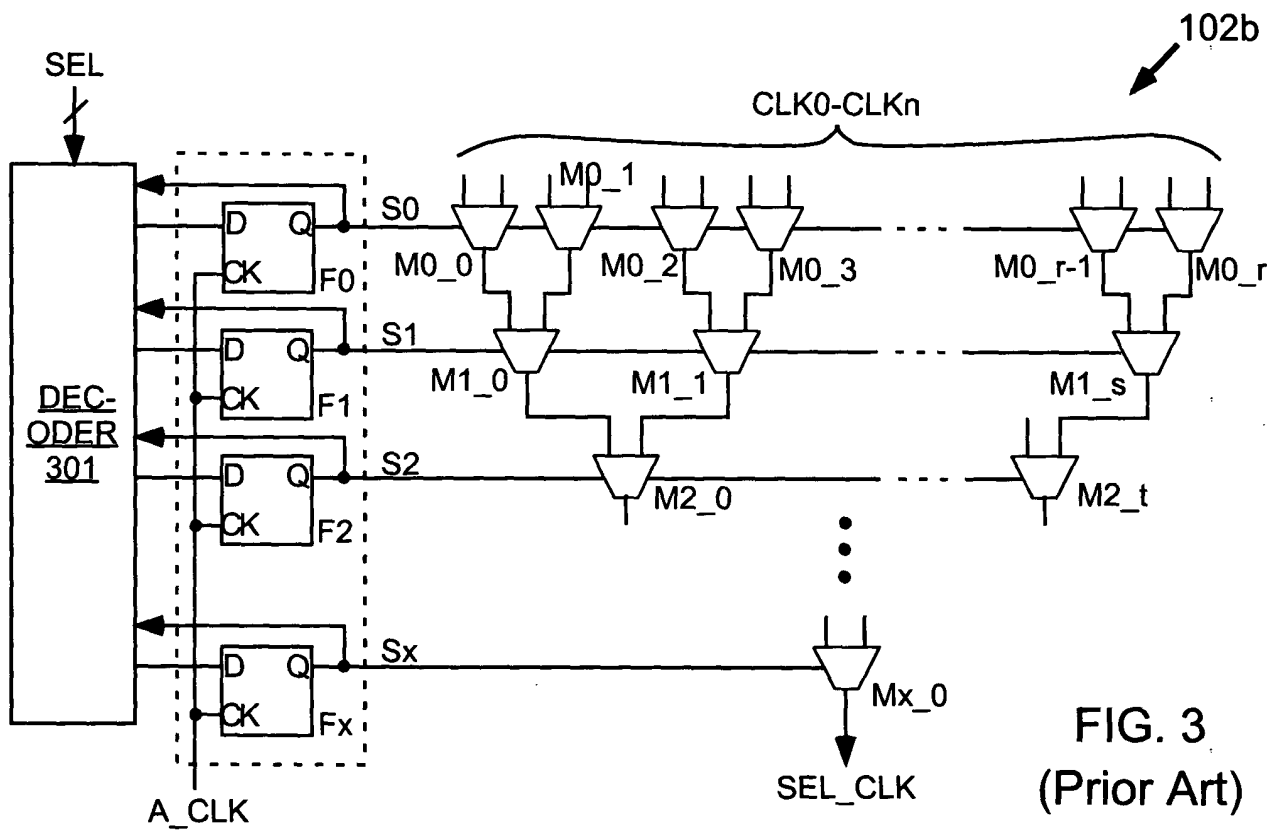 102b
SEL
CLK0-CLKn
M0_1
D Q
CK
F0
S0
M0_0
M0_2
M0_3
M0_r-1
M0_r
D Q
CK
F1
S1
M1_0
M1_1
M1_s
DEC-
ODER
301
D Q
CK
F2
S2
M2_0
M2_t
D Q
CK
Fx
Sx
Mx_0
A_CLK
SEL_CLK
FIG. 3
(Prior Art)